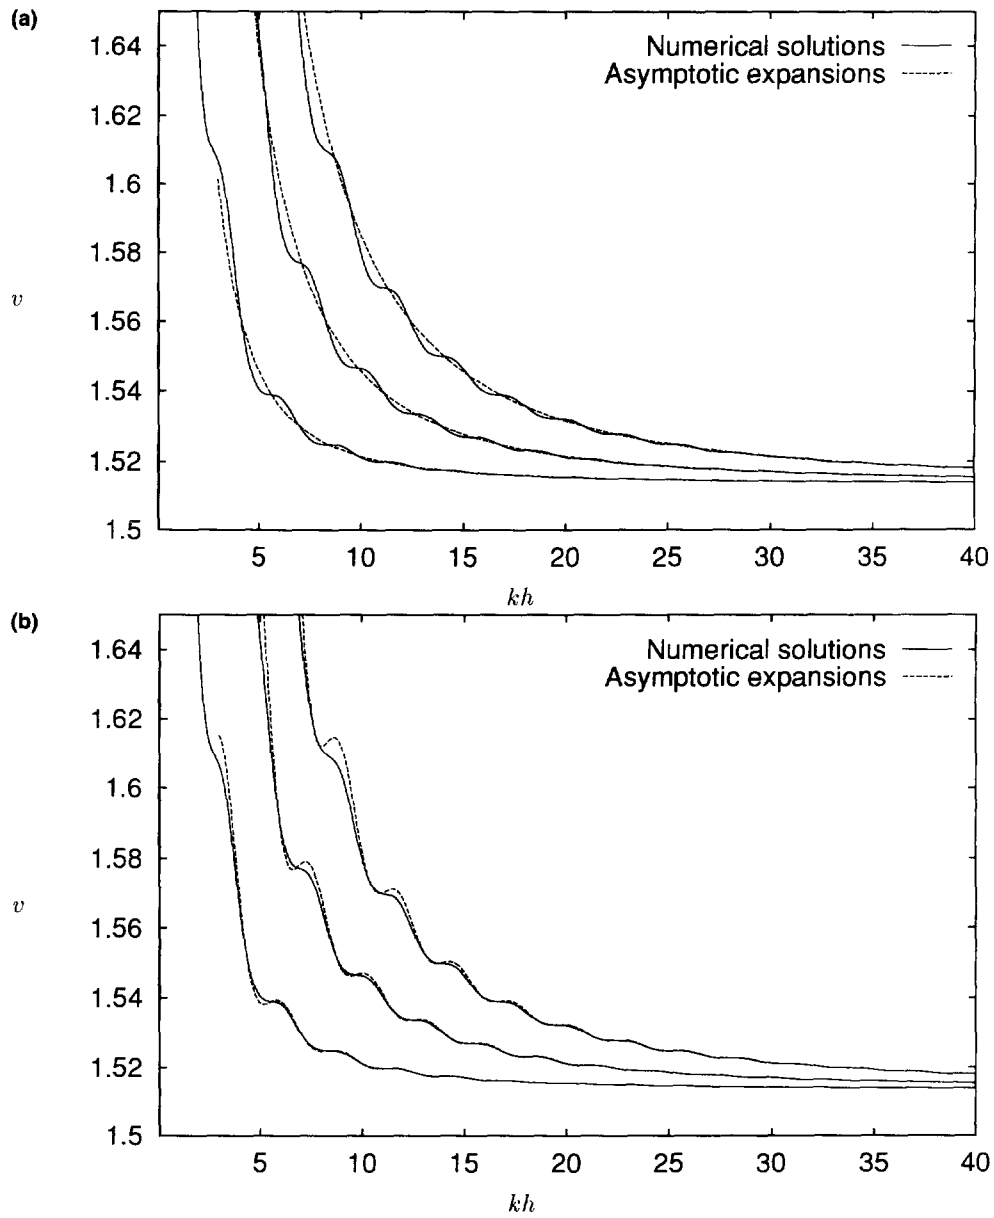 (a)
Numerical solutions
Asymptotic expansions
1.64
1.62
1.6
1.58
1.56
1.54
1.52
1.5
v
5 10 15 20 25 30 35 40
kh
(b)
Numerical solutions
Asymptotic expansions
1.64
1.62
1.6
1.58
1.56
1.54
1.52
1.5
v
5 10 15 20 25 30 35 40
kh